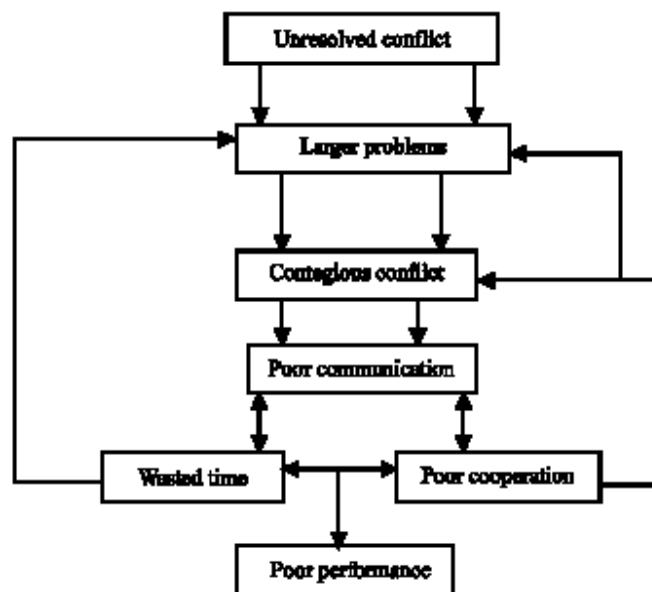 Unresolved conflict
Larger problems
Contagious conflict
Poor communication
Wasted time
Poor cooperation
Poor performance